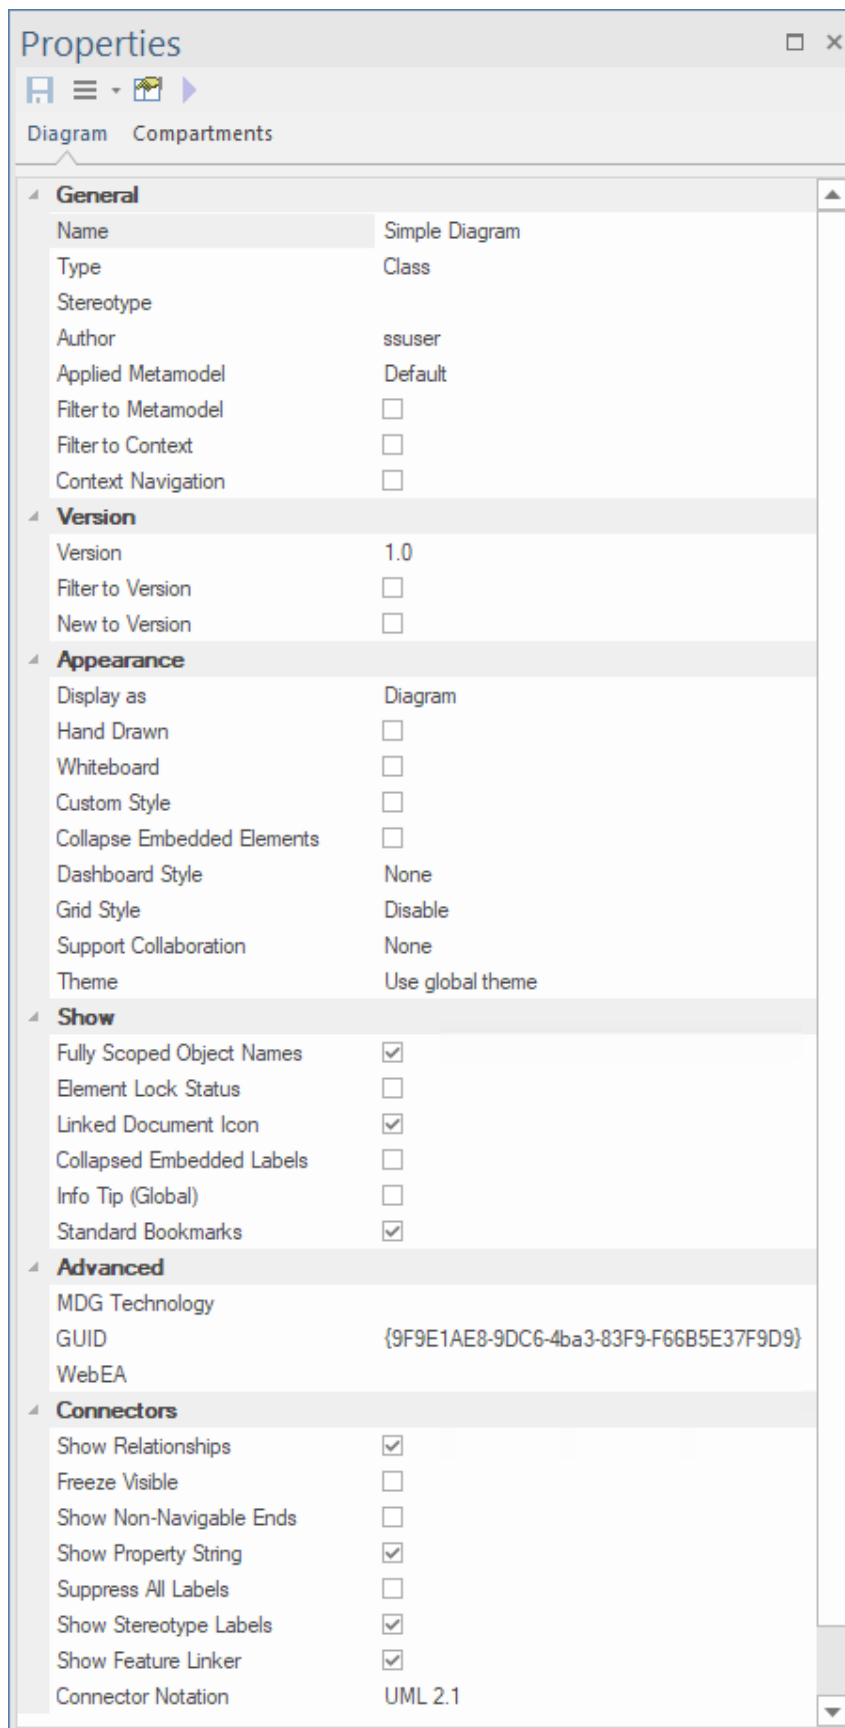 Properties
Diagram Compartments
General
Name Simple Diagram
Type Class
Stereotype
Author ssuser
Applied Metamodel Default
Filter to Metamodel
Filter to Context
Context Navigation
Version
Version 1.0
Filter to Version
New to Version
Appearance
Display as Diagram
Hand Drawn
Whiteboard
Custom Style
Collapse Embedded Elements
Dashboard Style None
Grid Style Disable
Support Collaboration None
Theme Use global theme
Show
Fully Scoped Object Names
Element Lock Status
Linked Document Icon
Collapsed Embedded Labels
Info Tip (Global)
Standard Bookmarks
Advanced
MDG Technology
GUID {9F9E1AE8-9DC6-4ba3-83F9-F66B5E37F9D9}
WebEA
Connectors
Show Relationships
Freeze Visible
Show Non-Navigable Ends
Show Property String
Suppress All Labels
Show Stereotype Labels
Show Feature Linker
Connector Notation UML 2.1